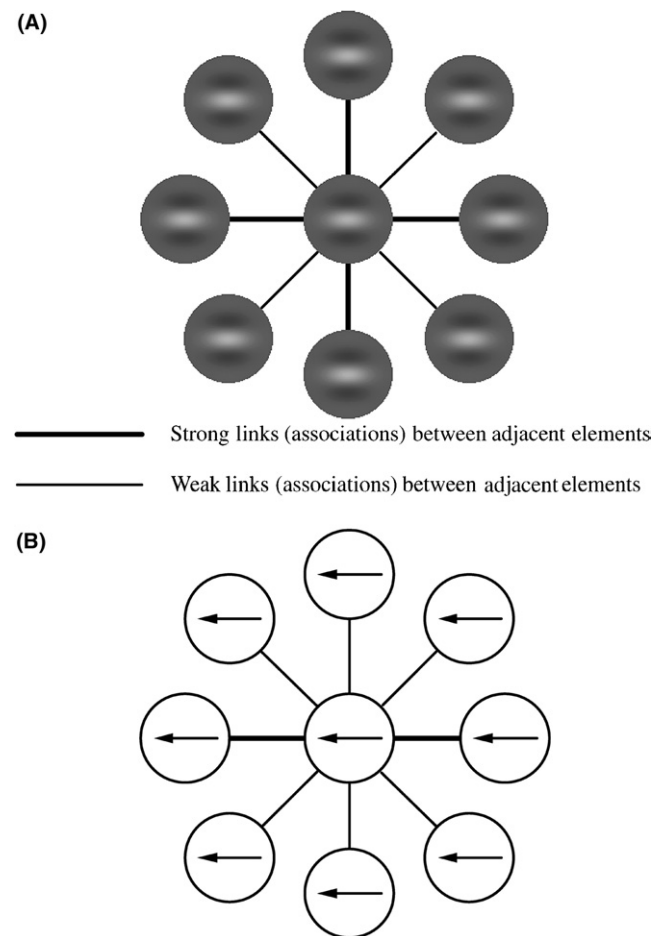 (A)
Strong links (associations) between adjacent elements
Weak links (associations) between adjacent elements
(B)